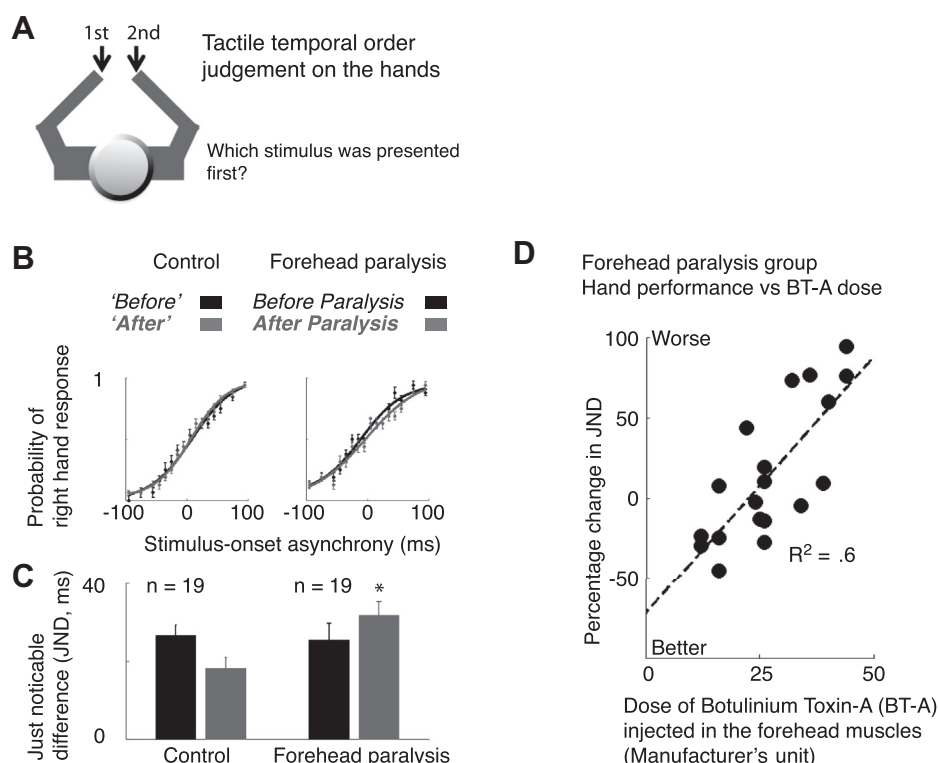 A
1st 2nd
Tactile temporal order
judgement on the hands
Which stimulus was presented
first?
B
Control
Forehead paralysis
'Before'
'After'
Before Paralysis
After Paralysis
Probability of
right hand response
1
-100 0 100
-100 0 100
Stimulus-onset asynchrony (ms)
C
Just noticable
difference (JND, ms)
40
0
n = 19
n = 19 *
Control
Forehead paralysis
D
Forehead paralysis group
Hand performance vs BT-A dose
Percentage change in JND
100
50
0
-50
Worse
Better
R² = .6
0 25 50
Dose of Botulinium Toxin-A (BT-A)
injected in the forehead muscles
(Manufacturer's unit)